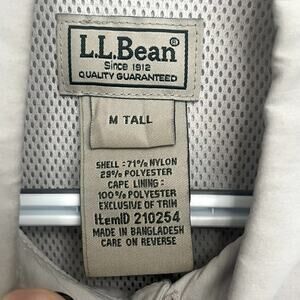 L.L.Bean®
Since 1912
QUALITY GUARANTEED
M TALL
SHELL : 71% NYLON
29% POLYESTER
CAPE LINING :
100% POLYESTER
EXCLUSIVE OF TRIM
ItemID 210254
MADE IN BANGLADESH
CARE ON REVERSE